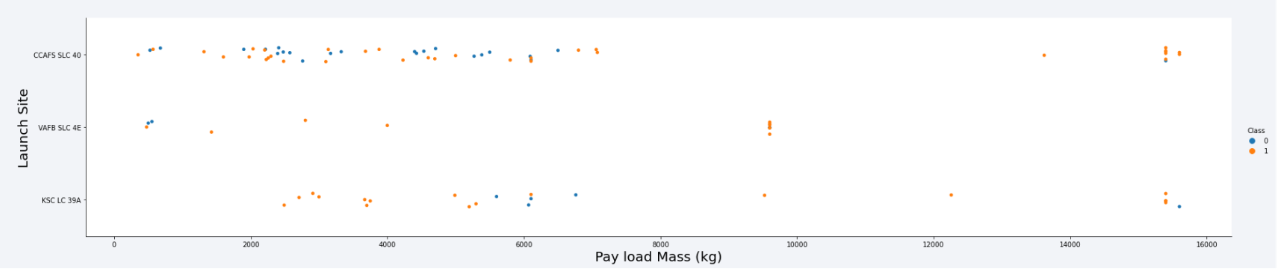 Launch Site
CCAFS SLC 40
VAFB SLC 4E
KSC LC 39A
0 2000 4000 6000 8000 10000 12000 14000 16000
Pay load Mass (kg)
Class
0
1